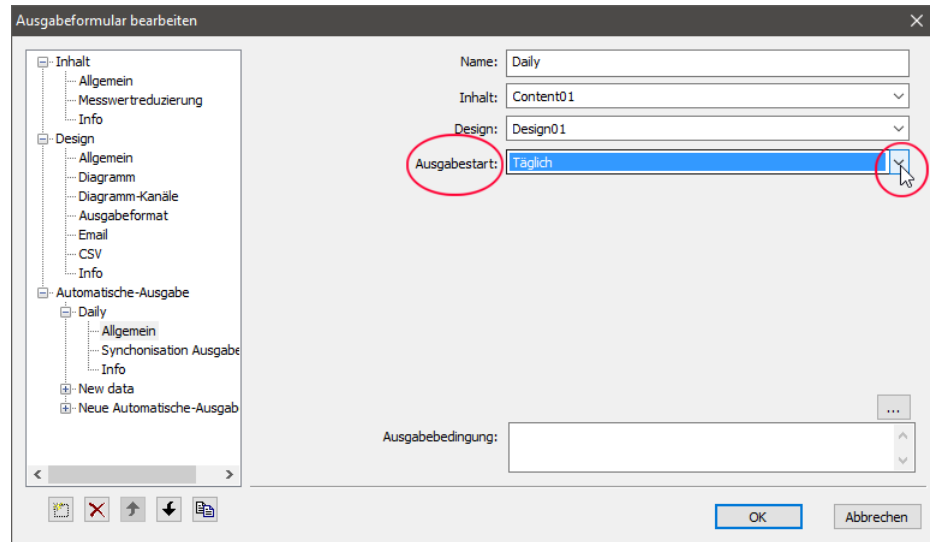 Ausgabeformular bearbeiten
Inhalt
Allgemein
Messwertreduzierung
Info
Design
Allgemein
Diagramm
Diagramm-Kanäle
Ausgabeformat
Email
CSV
Info
Automatische-Ausgabe
Daily
Allgemein
Synchonisation Ausgabe
Info
New data
Neue Automatische-Ausgab
Name: Daily
Inhalt: Content01
Design: Design01
Ausgabestart: Täglich
...
Ausgabebedingung:
OK Abbrechen